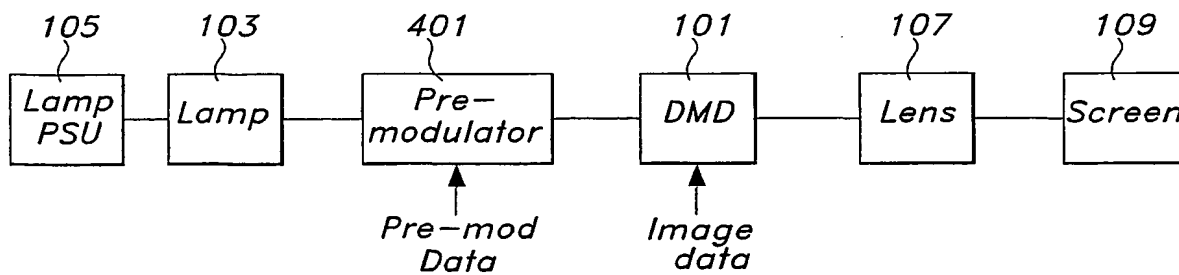 105 103 401 101 107 109
Lamp
PSU
Lamp
Pre-
modulator
DMD
Lens
Screen
Pre-mod
Data
Image
data